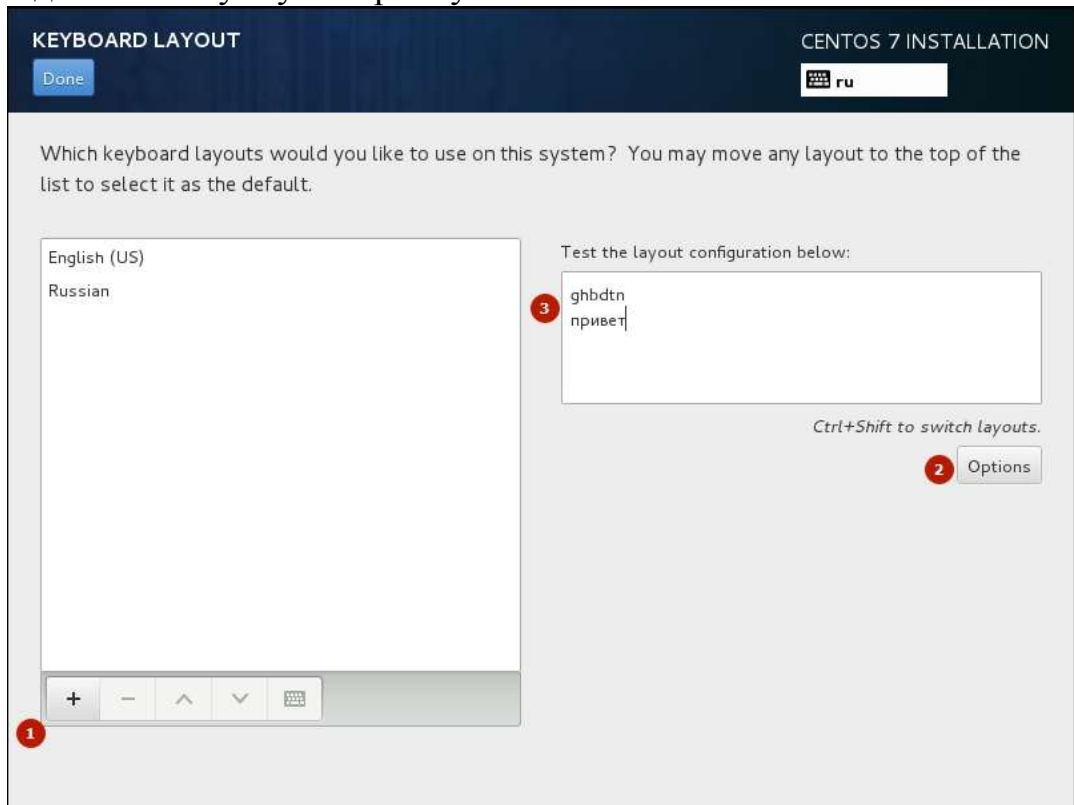 KEYBOARD LAYOUT
CENTOS 7 INSTALLATION
Done
ru
Which keyboard layouts would you like to use on this system? You may move any layout to the top of the
list to select it as the default.
English (US)
Russian
Test the layout configuration below:
3
ghbdtn
привет
Ctrl+Shift to switch layouts.
2
Options
1